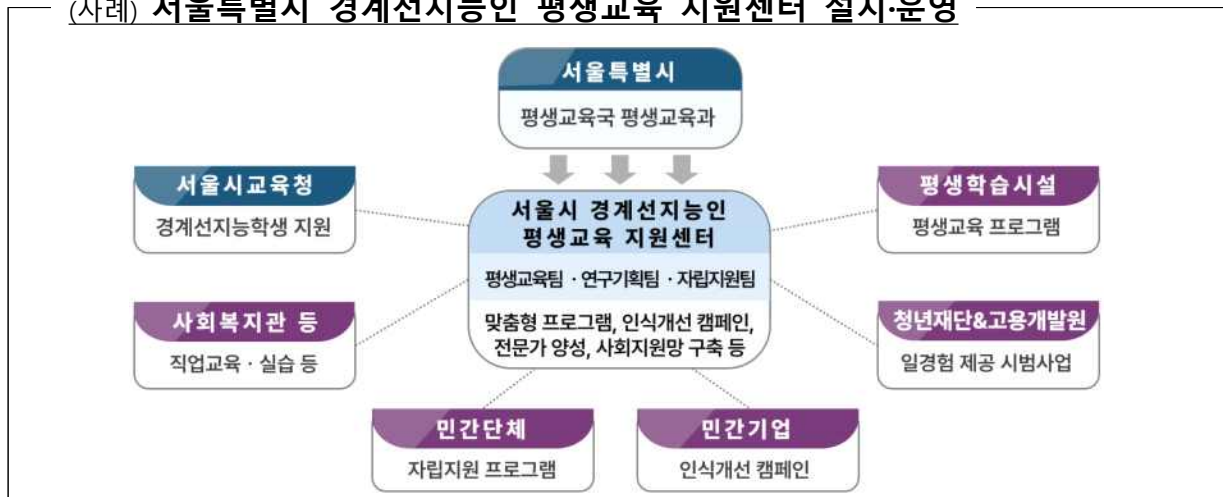 (사례) 서울특별시 경계선지능인 평생교육 지원센터 설치·운영
서울특별시
평생교육국 평생교육과
서울시교육청
경계선지능학생 지원
서울시 경계선지능인
평생교육 지원센터
평생교육팀 · 연구기획팀 · 자립지원팀
맞춤형 프로그램, 인식개선 캠페인,
전문가 양성, 사회지원망 구축 등
평생학습시설
평생교육 프로그램
사회복지관 등
직업교육 · 실습 등
청년재단&고용개발원
일경험 제공 시범사업
민간단체
자립지원 프로그램
민간기업
인식개선 캠페인